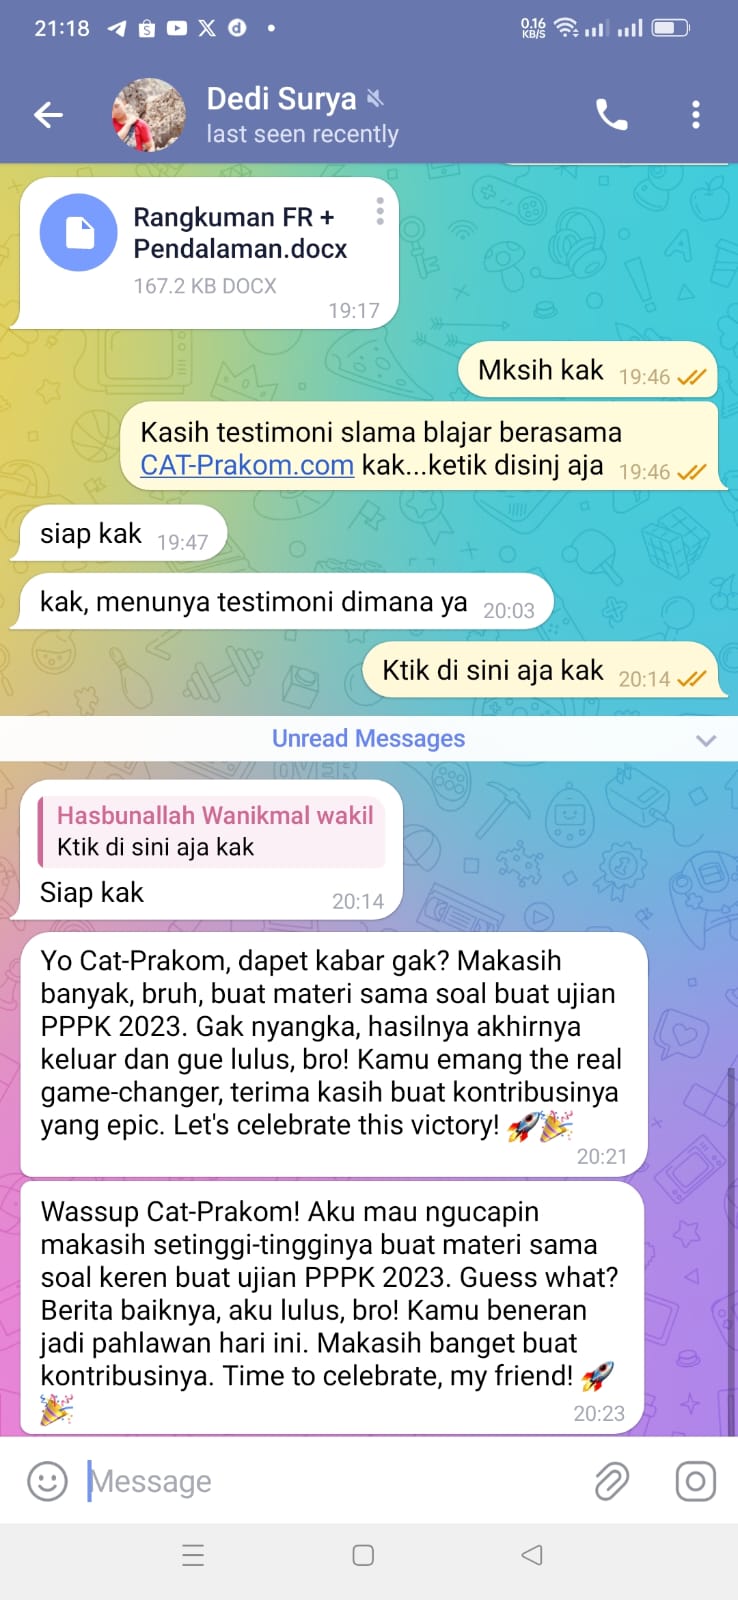 21:18
0.16
KB/S
Dedi Surya
last seen recently
Rangkuman FR +
Pendalaman.docx
167.2 KB DOCX
19:17
Mksih kak 19:46
Kasih testimoni slama blajar berasama
CAT-Prakom.com kak...ketik disinj aja 19:46
siap kak 19:47
kak, menunya testimoni dimana ya 20:03
Ktik di sini aja kak 20:14
Unread Messages
Hasbunallah Wanikmal wakil
Ktik di sini aja kak
Siap kak 20:14
Yo Cat-Prakom, dapet kabar gak? Makasih
banyak, bruh, buat materi sama soal buat ujian
PPPK 2023. Gak nyangka, hasilnya akhirnya
keluar dan gue lulus, bro! Kamu emang the real
game-changer, terima kasih buat kontribusinya
yang epic. Let's celebrate this victory! 🚀🎉
20:21
Wassup Cat-Prakom! Aku mau ngucapin
makasih setinggi-tingginya buat materi sama
soal keren buat ujian PPPK 2023. Guess what?
Berita baiknya, aku lulus, bro! Kamu beneran
jadi pahlawan hari ini. Makasih banget buat
kontribusinya. Time to celebrate, my friend! 🚀
🎉 20:23
Message